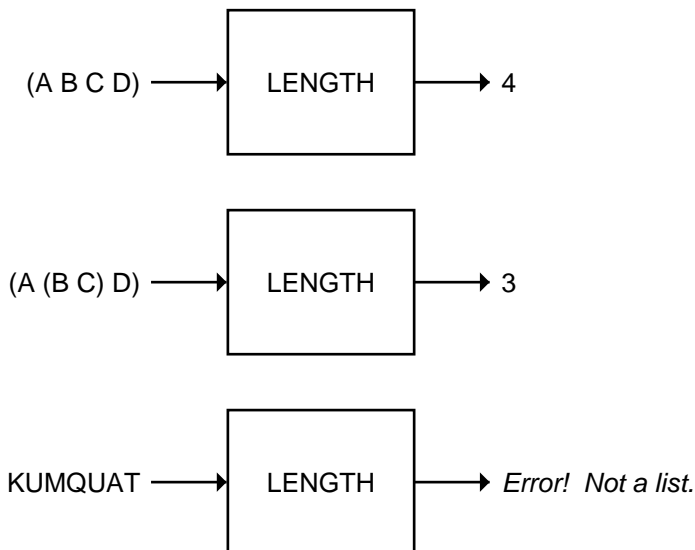 (A B C D) LENGTH 4
(A (B C) D) LENGTH 3
KUMQUAT LENGTH Error! Not a list.